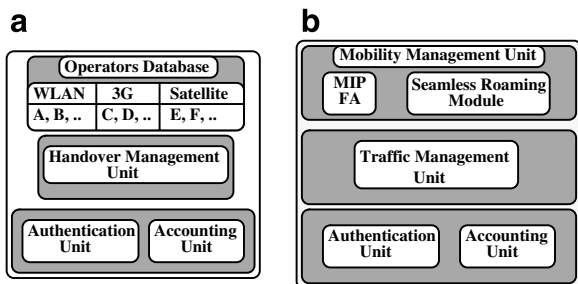 a
Operators Database
WLAN 3G Satellite
A, B, .. C, D, .. E, F, ..
Handover Management
Unit
Authentication
Unit
Accounting
Unit
b
Mobility Management Unit
MIP
FA
Seamless Roaming
Module
Traffic Management
Unit
Authentication
Unit
Accounting
Unit